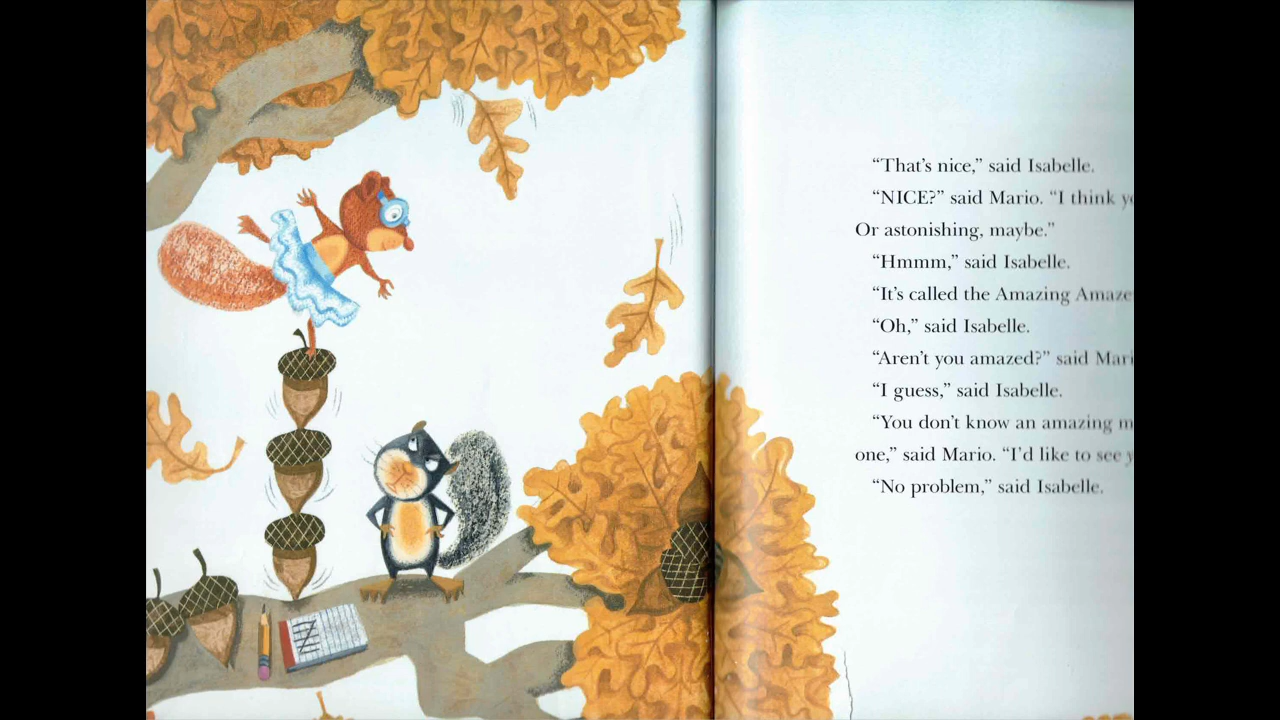 “That’s nice,” said Isabelle.
“NICE?” said Mario. “I think
Or astonishing, maybe.”
“Hmmm,” said Isabelle.
“It’s called the Amazing
“Oh,” said Isabelle.
“Aren’t you amazed?” said
“I guess,” said Isabelle.
“You don’t know an amazing
one,” said Mario. “I’d like to see
“No problem,” said Isabelle.